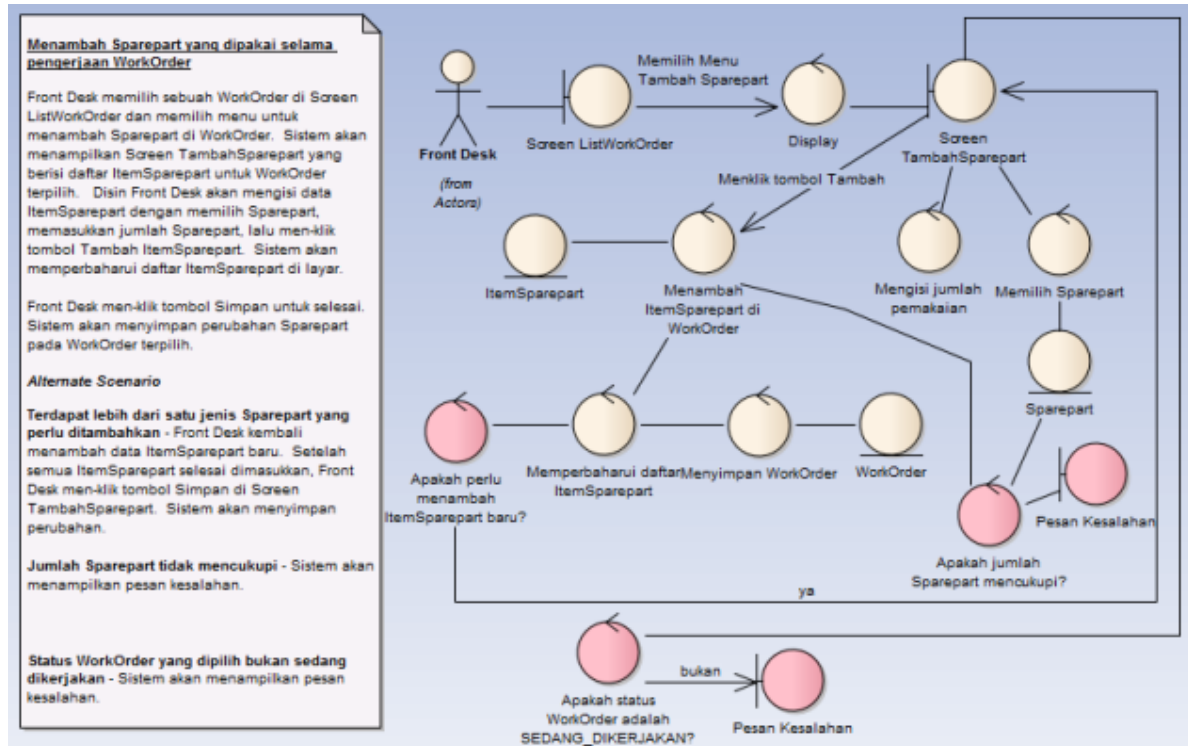 Menambah Sparepart yang dipakai selama
pengerjaan WorkOrder
Front Desk memilih sebuah WorkOrder di Screen
ListWorkOrder dan memilih menu untuk
menambah Sparepart di WorkOrder. Sistem akan
menampilkan Screen TambahSparepart yang
berisi daftar ItemSparepart untuk WorkOrder
terpilih. Disin Front Desk akan mengisi data
ItemSparepart dengan memilih Sparepart,
memasukkan jumlah Sparepart, lalu men-klik
tombol Tambah ItemSparepart. Sistem akan
memperbaharui daftar ItemSparepart di layar.
Front Desk men-klik tombol Simpan untuk selesai.
Sistem akan menyimpan perubahan Sparepart
pada WorkOrder terpilih.
Alternate Scenario
Terdapat lebih dari satu jenis Sparepart yang
perlu ditambahkan - Front Desk kembali
menambah data ItemSparepart baru. Setelah
semua ItemSparepart selesai dimasukkan, Front
Desk men-klik tombol Simpan di Screen
TambahSparepart. Sistem akan menyimpan
perubahan.
Jumlah Sparepart tidak mencukupi - Sistem akan
menampilkan pesan kesalahan.
Status WorkOrder yang dipilih bukan sedang
dikerjakan - Sistem akan menampilkan pesan
kesalahan.
Front Desk
(from
Actors)
Screen ListWorkOrder
Memilih Menu
Tambah Sparepart
Display
Screen
TambahSparepart
Menklik tombol Tambah
ItemSparepart
Menambah
ItemSparepart di
WorkOrder
Mengisi jumlah
pemakaian
Memilih Sparepart
Sparepart
Apakah perlu
menambah
ItemSparepart baru?
Memperbaharui daftar
ItemSparepart
Menyimpan WorkOrder
WorkOrder
Apakah jumlah
Sparepart mencukupi?
Pesan Kesalahan
ya
Apakah status
WorkOrder adalah
SEDANG_DIKERJAKAN?
bukan
Pesan Kesalahan